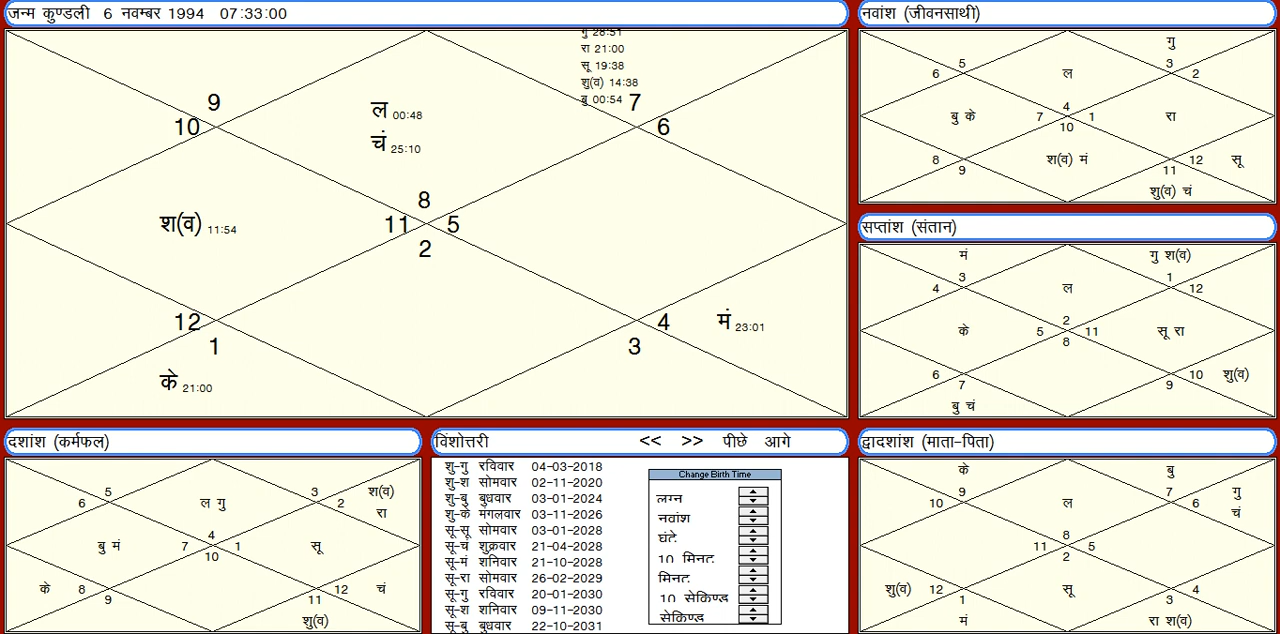 जन्म कुण्डली 6 नवम्बर 1994 07:33:00
गु 28:51
रा 21:00
सू 19:38
शु(व) 14:38
बु 00:54
7
6
9
10
ल 00:48
चं 25:10
8
11 5
2
श(व) 11:54
12
1
के 21:00
4
3
मं 23:01
नवांश (जीवनसाथी)
गु
5
6
ल
3
2
बु के
4
7 1
10
रा
8
9
श(व) मं
12
11
सू
शु(व) चं
सप्तांश (संतान)
मं
गु श(व)
3
4
ल
1
12
के
2
5 11
8
सू रा
6
7
10
9
शु(व)
बु चं
दशांश (कर्मफल)
5
6
ल गु
3
2
श(व)
रा
बु मं
4
7 1
10
सू
के
8
9
12
11
चं
शु(व)
विंशोत्तरी << >> पीछे आगे
शु-गु रविवार 04-03-2018
शु-श सोमवार 02-11-2020
शु-बु बुधवार 03-01-2024
शु-के मंगलवार 03-11-2026
सू-सू सोमवार 03-01-2028
सू-चं शुक्रवार 21-04-2028
सू-मं शनिवार 21-10-2028
सू-रा सोमवार 26-02-2029
सू-गु रविवार 20-01-2030
सू-श शनिवार 09-11-2030
सू-बु बुधवार 22-10-2031
Change Birth Time
लग्न
नवांश
घंटे
10 मिनट
मिनट
10 सेकिण्ड
सेकिण्ड
द्वादशांश (माता-पिता)
के
बु
9
10
ल
7
6
गु
चं
8
11 5
2
शु(व)
12
1
सू
4
3
मं
रा श(व)